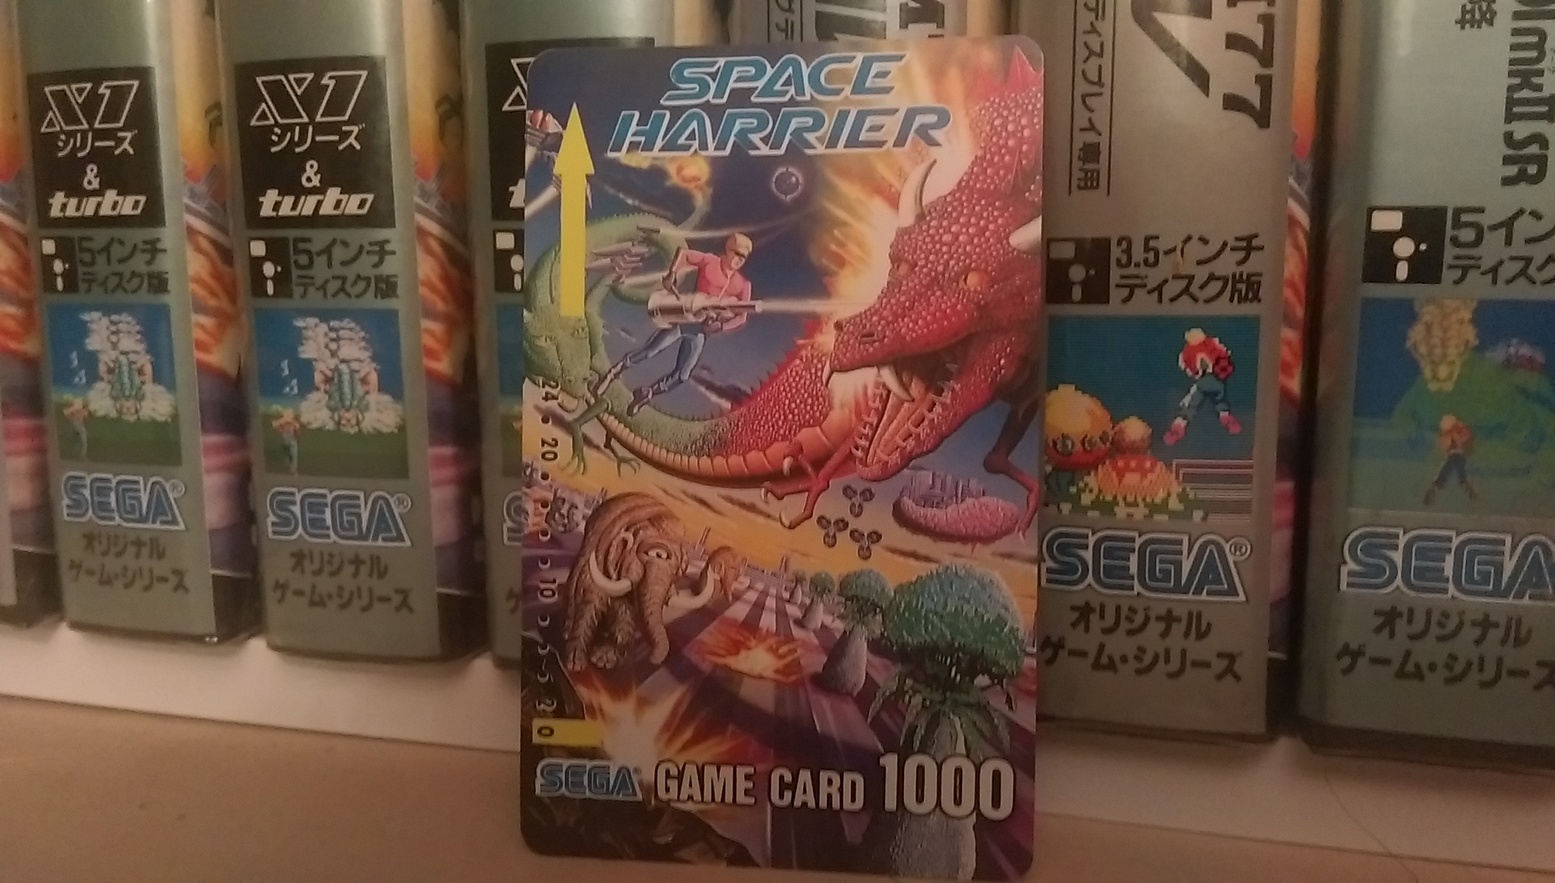 X1
シリーズ
&
turbo
5インチ
ディスク版
SEGA®
オリジナル
ゲーム・シリーズ
X1
シリーズ
&
turbo
5インチ
ディスク版
SEGA®
オリジナル
ゲーム・シリーズ
SPACE
HARRIER
24
20
10
0
SEGA GAME CARD 1000
ディスプレイ専用
77
3.5インチ
ディスク版
SEGA®
オリジナル
ゲーム・シリーズ
mkII SR
降
5イン
ディスク
SEGA
オリジナル
ゲーム・シリーズ